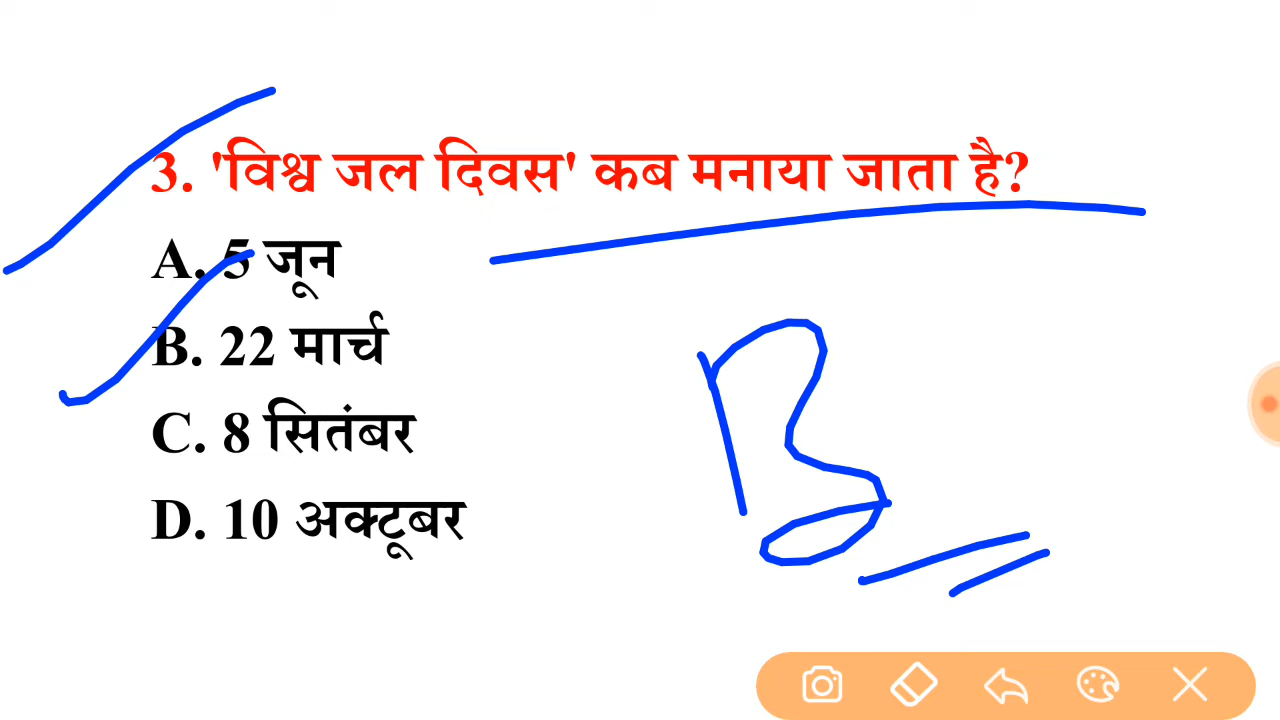 3. 'विश्व जल दिवस' कब मनाया जाता है?
A. 5 जून
B. 22 मार्च
C. 8 सितंबर
D. 10 अक्टूबर
B